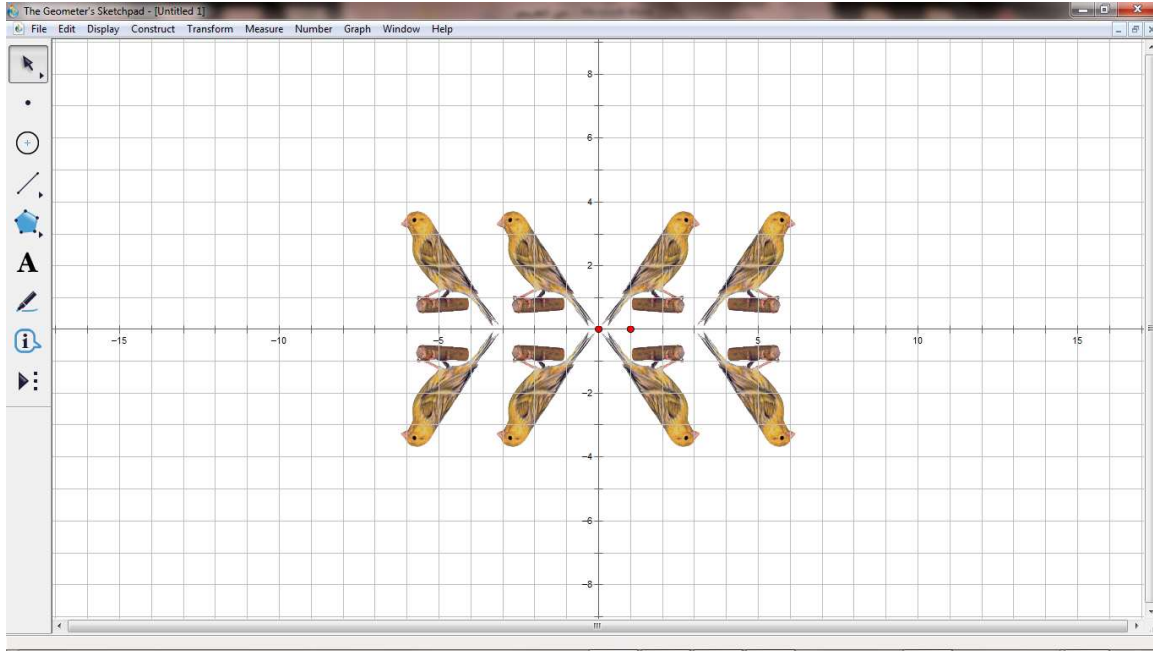 The Geometer's Sketchpad - [Untitled 1]
File Edit Display Construct Transform Measure Number Graph Window Help
8
6
4
2
-15 -10 -5 5 10 15
-2
-4
-6
-8
A
i